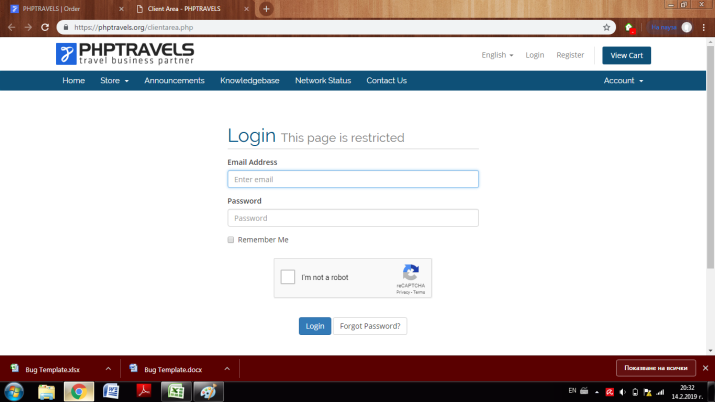 PHPTRAVELS | Order
Client Area - PHPTRAVELS
https://phptravels.org/clientarea.php
PHPTRAVELS
travel business partner
English
Login
Register
View Cart
Home
Store
Announcements
Knowledgebase
Network Status
Contact Us
Account
Login This page is restricted
Email Address
Enter email
Password
Password
Remember Me
I'm not a robot
reCAPTCHA
Privacy - Terms
Login
Forgot Password?
Bug Template.xlsx
Bug Template.docx
Показване на всички
EN
20:32
14.2.2019 г.